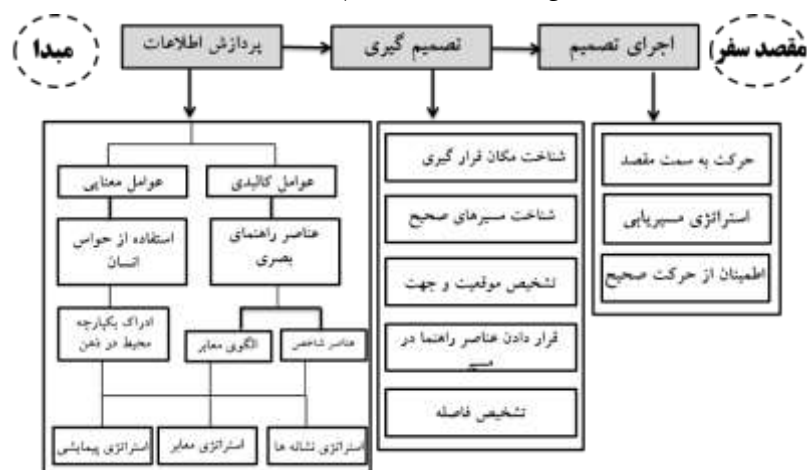 مبدا
پردازش اطلاعات
تصمیم گیری
اجرای تصمیم
مقصد سفر
عوامل معنایی
عوامل کالبدی
استفاده از حواس
انسان
عناصر راهنمای
بصری
ادراک یکپارچه
محیط در ذهن
الگوی معابر
عناصر شاخص
استراتژی پیمایشی
استراتژی معابر
استراتژی نشانه ها
شناخت مکان قرار گیری
شناخت مسیرهای صحیح
تشخیص موقعیت و جهت
قرار دادن عناصر راهنما در
مسیر
تشخیص فاصله
حرکت به سمت مقصد
استراتژی مسیریابی
اطمینان از حرکت صحیح